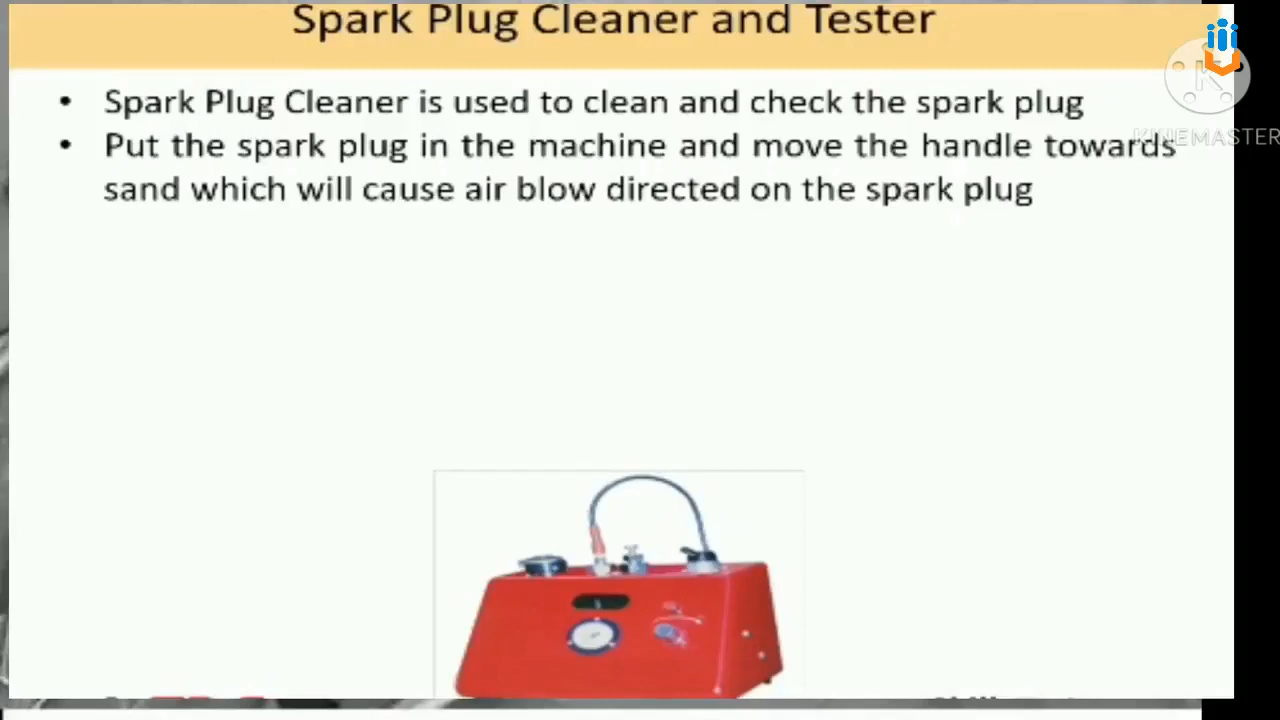 Spark Plug Cleaner and Tester
• Spark Plug Cleaner is used to clean and check the spark plug
• Put the spark plug in the machine and move the handle towards
sand which will cause air blow directed on the spark plug
K
KINEMASTER